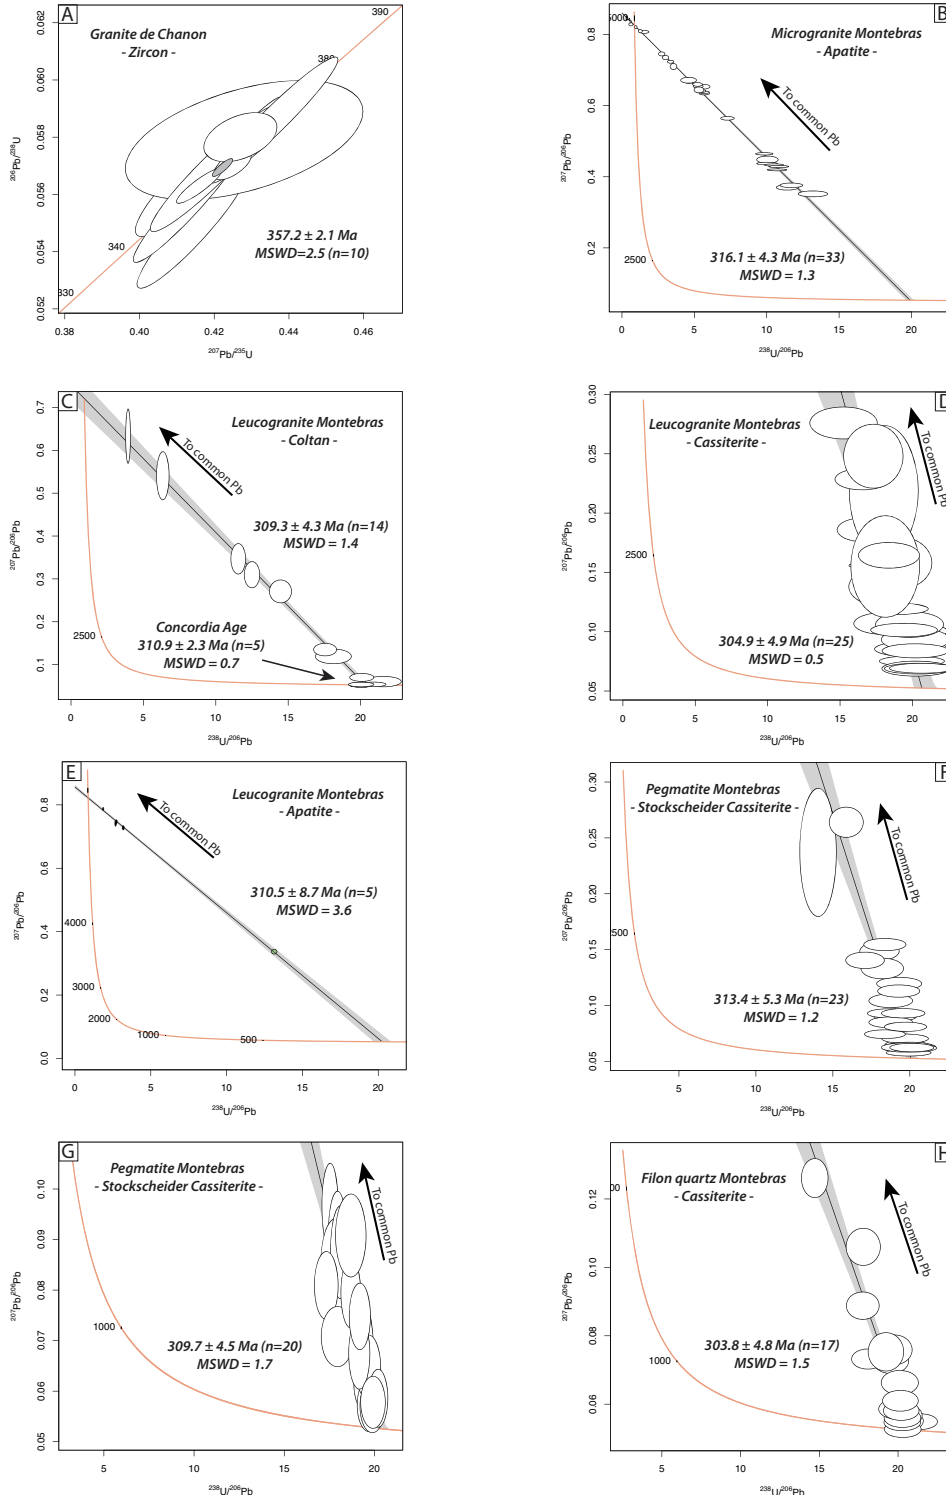 A
Granite de Chanon
- Zircon -
390
380
340
330
357.2 ± 2.1 Ma
MSWD=2.5 (n=10)
0.062
0.060
0.058
0.056
0.054
0.052
²⁰⁶Pb/²³⁸U
0.38 0.40 0.42 0.44 0.46
²⁰⁷Pb/²³⁵U
B
Microgranite Montebras
- Apatite -
To common Pb
2500
316.1 ± 4.3 Ma (n=33)
MSWD = 1.3
0.8
0.6
0.4
0.2
²⁰⁷Pb/²⁰⁶Pb
0 5 10 15 20
²³⁸U/²⁰⁶Pb
C
Leucogranite Montebras
- Coltan -
To common Pb
309.3 ± 4.3 Ma (n=14)
MSWD = 1.4
Concordia Age
310.9 ± 2.3 Ma (n=5)
MSWD = 0.7
2500
0.7
0.6
0.5
0.4
0.3
0.2
0.1
²⁰⁷Pb/²⁰⁶Pb
0 5 10 15 20
²³⁸U/²⁰⁶Pb
D
Leucogranite Montebras
- Cassiterite -
To common Pb
2500
304.9 ± 4.9 Ma (n=25)
MSWD = 0.5
0.30
0.25
0.20
0.15
0.10
0.05
²⁰⁷Pb/²⁰⁶Pb
0 5 10 15 20
²³⁸U/²⁰⁶Pb
E
Leucogranite Montebras
- Apatite -
To common Pb
310.5 ± 8.7 Ma (n=5)
MSWD = 3.6
4000
3000
2000
1000
500
0.8
0.6
0.4
0.2
0.0
²⁰⁷Pb/²⁰⁶Pb
0 5 10 15 20
²³⁸U/²⁰⁶Pb
F
Pegmatite Montebras
- Stockscheider Cassiterite -
To common Pb
500
313.4 ± 5.3 Ma (n=23)
MSWD = 1.2
0.30
0.25
0.20
0.15
0.10
0.05
²⁰⁷Pb/²⁰⁶Pb
5 10 15 20
²³⁸U/²⁰⁶Pb
G
Pegmatite Montebras
- Stockscheider Cassiterite -
To common Pb
1000
309.7 ± 4.5 Ma (n=20)
MSWD = 1.7
0.10
0.09
0.08
0.07
0.06
0.05
²⁰⁷Pb/²⁰⁶Pb
5 10 15 20
²³⁸U/²⁰⁶Pb
H
Filon quartz Montebras
- Cassiterite -
To common Pb
00
1000
303.8 ± 4.8 Ma (n=17)
MSWD = 1.5
0.12
0.10
0.08
0.06
²⁰⁷Pb/²⁰⁶Pb
5 10 15 20
²³⁸U/²⁰⁶Pb